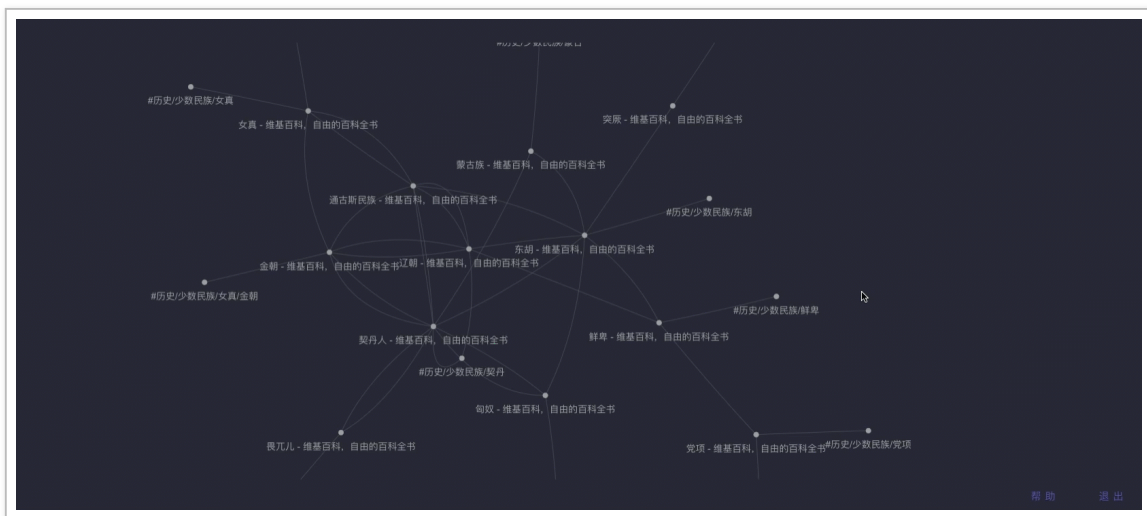 #历史/少数民族/蒙古
#历史/少数民族/女真
突厥 - 维基百科，自由的百科全书
女真 - 维基百科，自由的百科全书
蒙古族 - 维基百科，自由的百科全书
通古斯民族 - 维基百科，自由的百科全书
#历史/少数民族/东胡
东胡 - 维基百科，自由的百科全书
金朝 - 维基百科，自由的百科全书
辽朝 - 维基百科，自由的百科全书
#历史/少数民族/女真/金朝
#历史/少数民族/鲜卑
契丹人 - 维基百科，自由的百科全书
鲜卑 - 维基百科，自由的百科全书
#历史/少数民族/契丹
匈奴 - 维基百科，自由的百科全书
畏兀儿 - 维基百科，自由的百科全书
党项 - 维基百科，自由的百科全书
#历史/少数民族/党项
帮助
退出